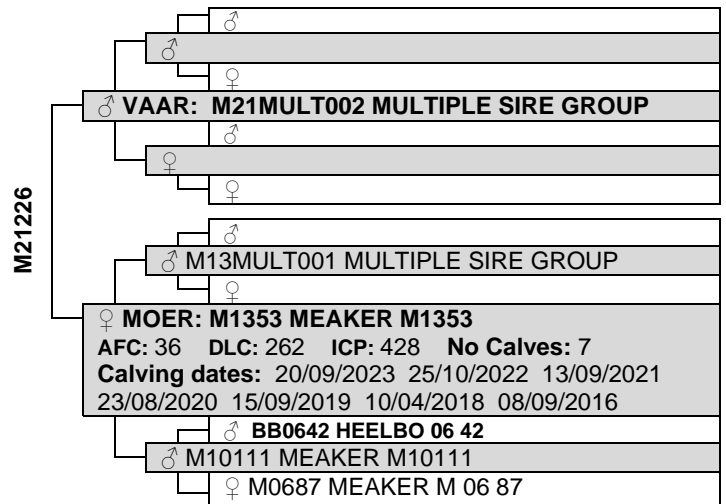 ♂
♂
♀
♂ VAAR: M21MULT002 MULTIPLE SIRE GROUP
♂
♀
♀
M21226
♂
♂ M13MULT001 MULTIPLE SIRE GROUP
♀
♀ MOER: M1353 MEAKER M1353
AFC: 36 DLC: 262 ICP: 428 No Calves: 7
Calving dates: 20/09/2023 25/10/2022 13/09/2021
23/08/2020 15/09/2019 10/04/2018 08/09/2016
♂ BB0642 HEELBO 06 42
♂ M10111 MEAKER M10111
♀ M0687 MEAKER M 06 87